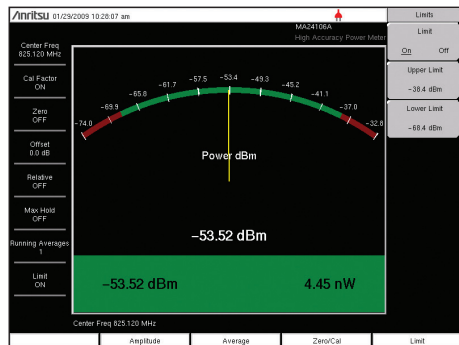 Anritsu 01/29/2009 10:28:07 am
MA24106A
High Accuracy Power Meter
Center Freq
825.120 MHz
Cal Factor
ON
Zero
OFF
Offset
0.0 dB
Relative
OFF
Max Hold
OFF
Running Averages
1
Limit
ON
-74.0
-69.9
-65.8
-61.7
-57.5
-53.4
-49.3
-45.2
-41.1
-37.0
-32.8
Power dBm
-53.52 dBm
-53.52 dBm 4.45 nW
Center Freq 825.120 MHz
Limits
Limit
On Off
Upper Limit
-38.4 dBm
Lower Limit
-68.4 dBm
Amplitude Average Zero/Cal Limit